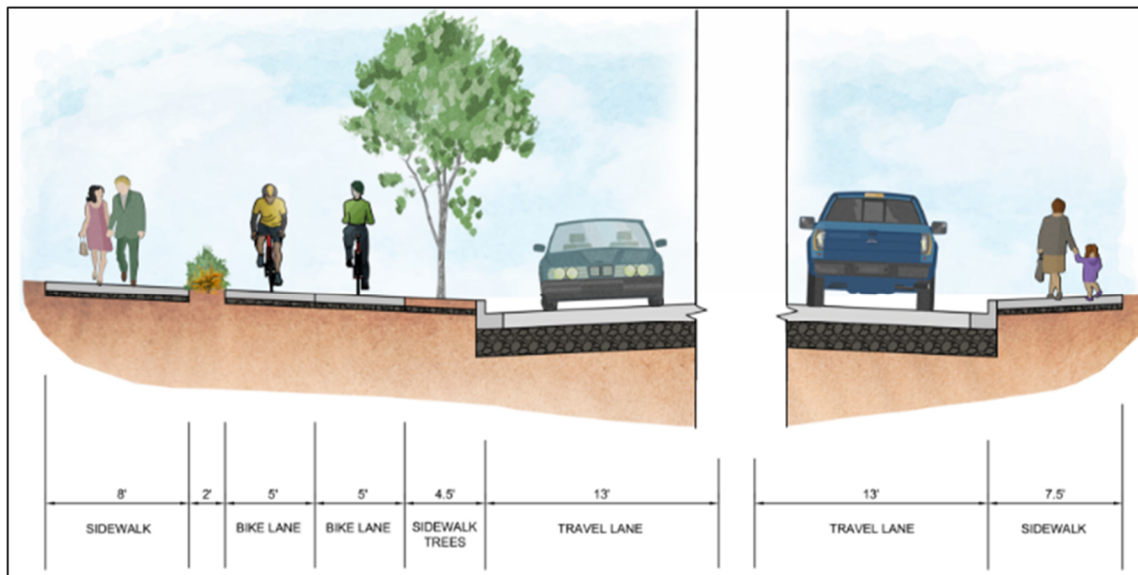 8' 2' 5' 5' 4.5' 13' 13' 7.5'
SIDEWALK BIKE LANE BIKE LANE SIDEWALK TREES TRAVEL LANE TRAVEL LANE SIDEWALK